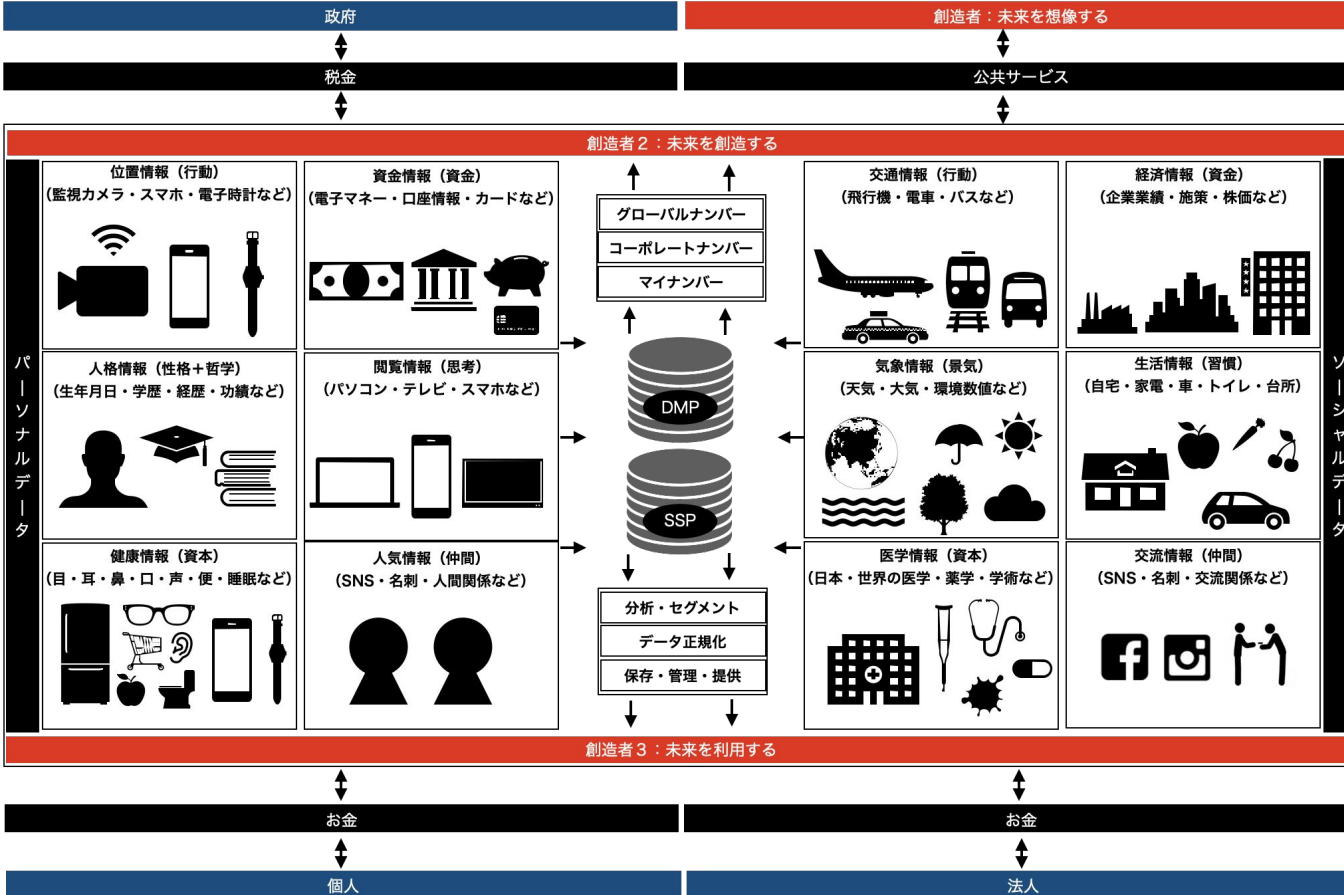 政府
創造者：未来を想像する
税金
公共サービス
創造者２：未来を創造する
パーソナルデータ
位置情報（行動）
（監視カメラ・スマホ・電子時計など）
資金情報（資金）
（電子マネー・口座情報・カードなど）
人格情報（性格＋哲学）
（生年月日・学歴・経歴・功績など）
閲覧情報（思考）
（パソコン・テレビ・スマホなど）
健康情報（資本）
（目・耳・鼻・口・声・便・睡眠など）
人気情報（仲間）
（SNS・名刺・人間関係など）
グローバルナンバー
コーポレートナンバー
マイナンバー
DMP
SSP
分析・セグメント
データ正規化
保存・管理・提供
交通情報（行動）
（飛行機・電車・バスなど）
経済情報（資金）
（企業業績・施策・株価など）
気象情報（景気）
（天気・大気・環境数値など）
生活情報（習慣）
（自宅・家電・車・トイレ・台所）
医学情報（資本）
（日本・世界の医学・薬学・学術など）
交流情報（仲間）
（SNS・名刺・交流関係など）
ソーシャルデータ
創造者３：未来を利用する
お金
お金
個人
法人